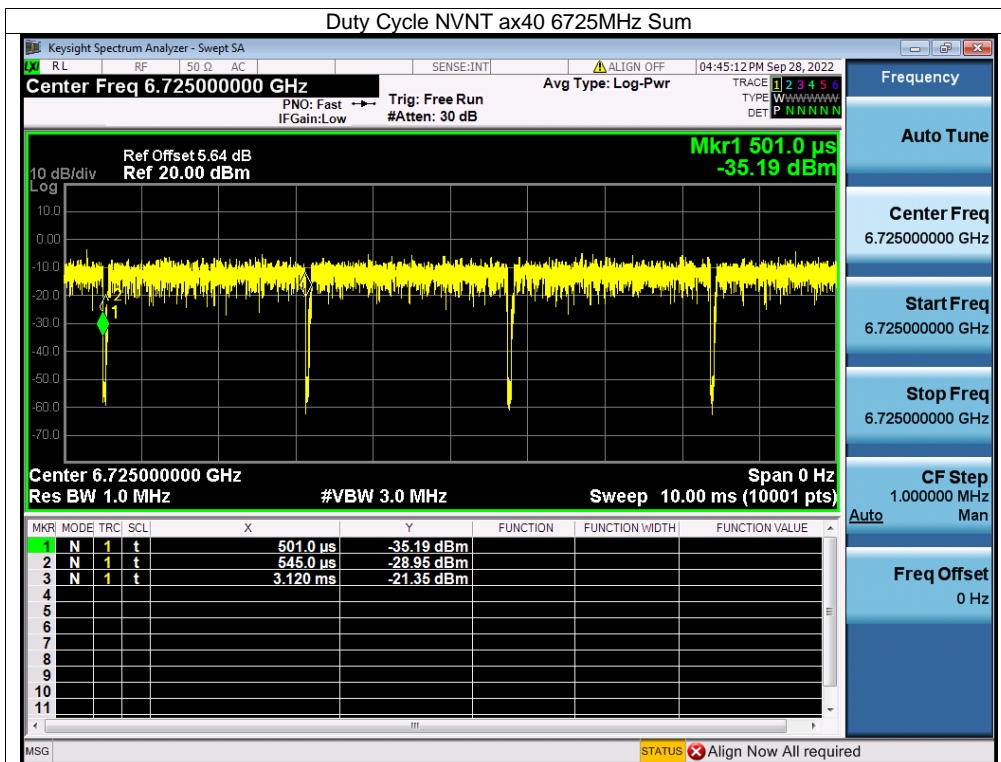 Duty Cycle NVNT ax40 6725MHz Sum
Keysight Spectrum Analyzer - Swept SA
LXI RL RF 50 Ω AC SENSE:INT ALIGN OFF 04:45:12 PM Sep 28, 2022
Center Freq 6.725000000 GHz
PNO: Fast
IFGain:Low
Trig: Free Run
#Atten: 30 dB
Avg Type: Log-Pwr
TRACE 1 2 3 4 5 6
TYPE WWWWWW
DET P N N N N N
Ref Offset 5.64 dB
10 dB/div Ref 20.00 dBm
Log
Mkr1 501.0 µs
-35.19 dBm
10.0
0.00
-10.0
-20.0
-30.0
-40.0
-50.0
-60.0
-70.0
2
1
Center 6.725000000 GHz Span 0 Hz
Res BW 1.0 MHz #VBW 3.0 MHz Sweep 10.00 ms (10001 pts)
MKR MODE TRC SCL X Y FUNCTION FUNCTION WIDTH FUNCTION VALUE
1 N 1 t 501.0 µs -35.19 dBm
2 N 1 t 545.0 µs -28.95 dBm
3 N 1 t 3.120 ms -21.35 dBm
4
5
6
7
8
9
10
11
MSG STATUS Align Now All required
Frequency
Auto Tune
Center Freq
6.725000000 GHz
Start Freq
6.725000000 GHz
Stop Freq
6.725000000 GHz
CF Step
1.000000 MHz
Auto Man
Freq Offset
0 Hz